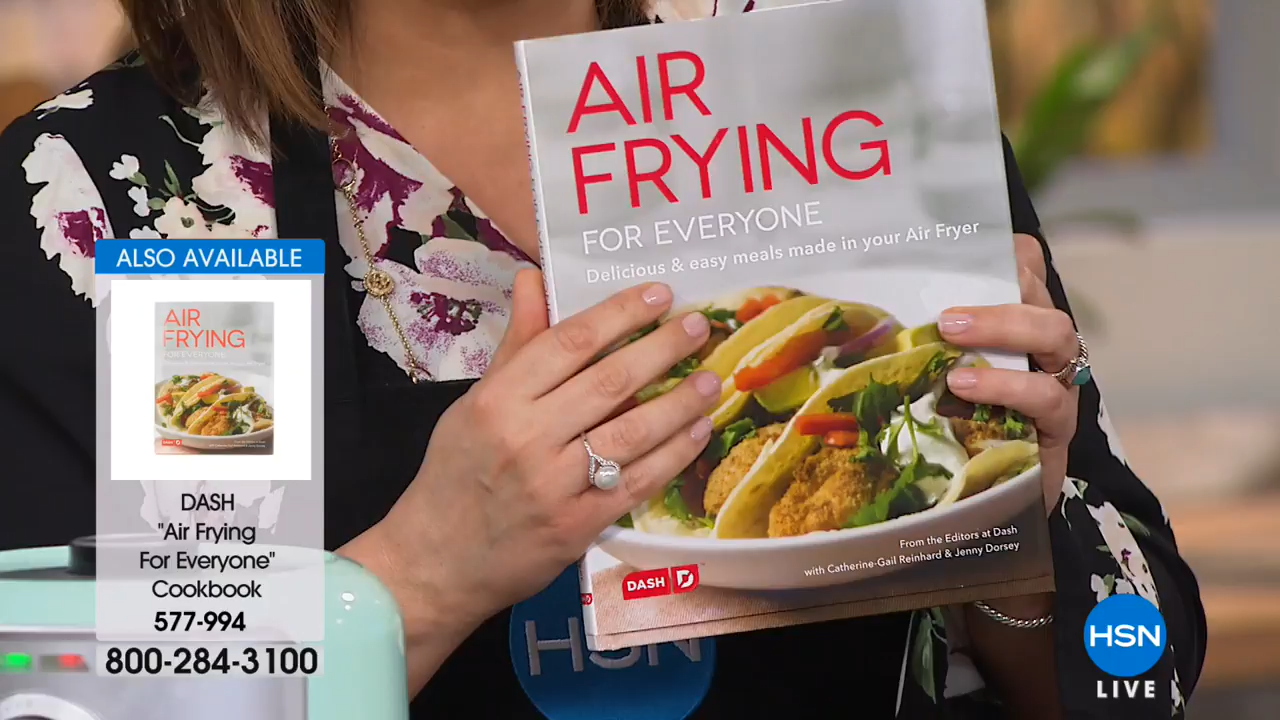 AIR
FRYING
FOR EVERYONE
Delicious & easy meals made in your Air Fryer
From the Editors at Dash
with Catherine-Gail Reinhard & Jenny Dorsey
DASH
HSN
ALSO AVAILABLE
AIR
FRYING
FOR EVERYONE
DASH
DASH
"Air Frying
For Everyone"
Cookbook
577-994
800-284-3100
HSN
LIVE